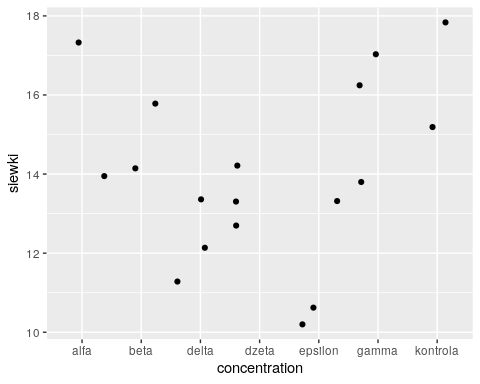 18
16
14
12
10
siewki
alfa beta delta dzeta epsilon gamma kontrola
concentration